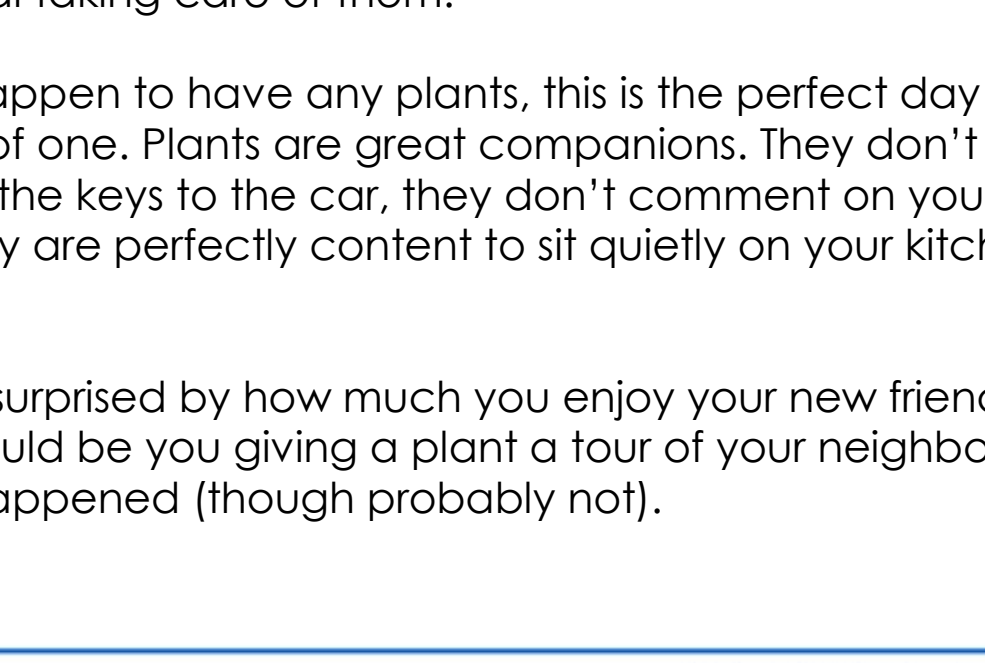 taking care of them.
appen to have any plants, this is the perfect day
of one. Plants are great companions. They don’t
the keys to the car, they don’t comment on you
y are perfectly content to sit quietly on your kitch
surprised by how much you enjoy your new friend
uld be you giving a plant a tour of your neighbo
appened (though probably not).